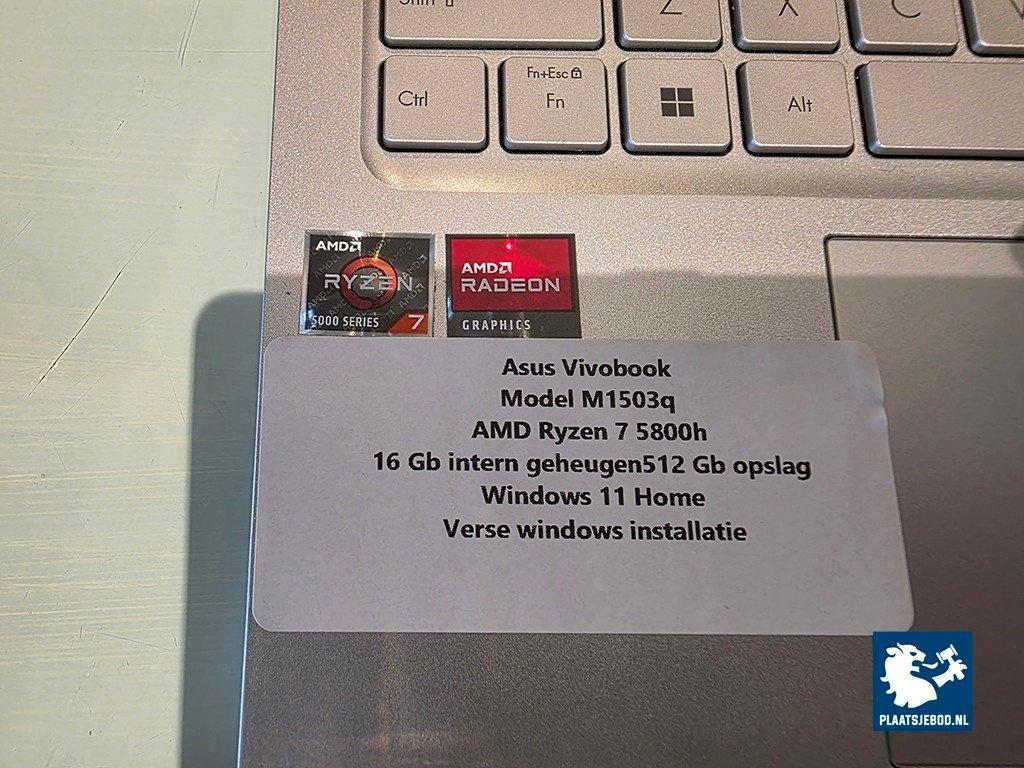 Shift ⇧
Z X C
Fn+Esc
Ctrl Fn Alt
AMD
RYZEN
5000 SERIES 7
AMD
RADEON
GRAPHICS
Asus Vivobook
Model M1503q
AMD Ryzen 7 5800h
16 Gb intern geheugen512 Gb opslag
Windows 11 Home
Verse windows installatie
PLAATSJEBOD.NL